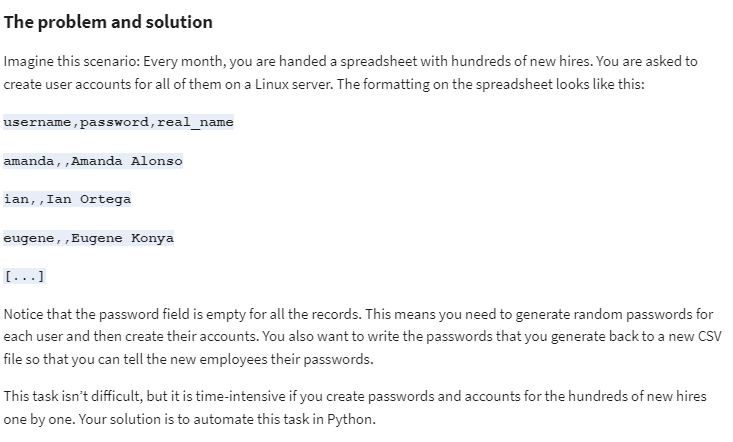 The problem and solution
Imagine this scenario: Every month, you are handed a spreadsheet with hundreds of new hires. You are asked to
create user accounts for all of them on a Linux server. The formatting on the spreadsheet looks like this:
username,password,real_name
amanda,,Amanda Alonso
ian,,Ian Ortega
eugene,,Eugene Konya
[...]
Notice that the password field is empty for all the records. This means you need to generate random passwords for
each user and then create their accounts. You also want to write the passwords that you generate back to a new CSV
file so that you can tell the new employees their passwords.
This task isn’t difficult, but it is time-intensive if you create passwords and accounts for the hundreds of new hires
one by one. Your solution is to automate this task in Python.